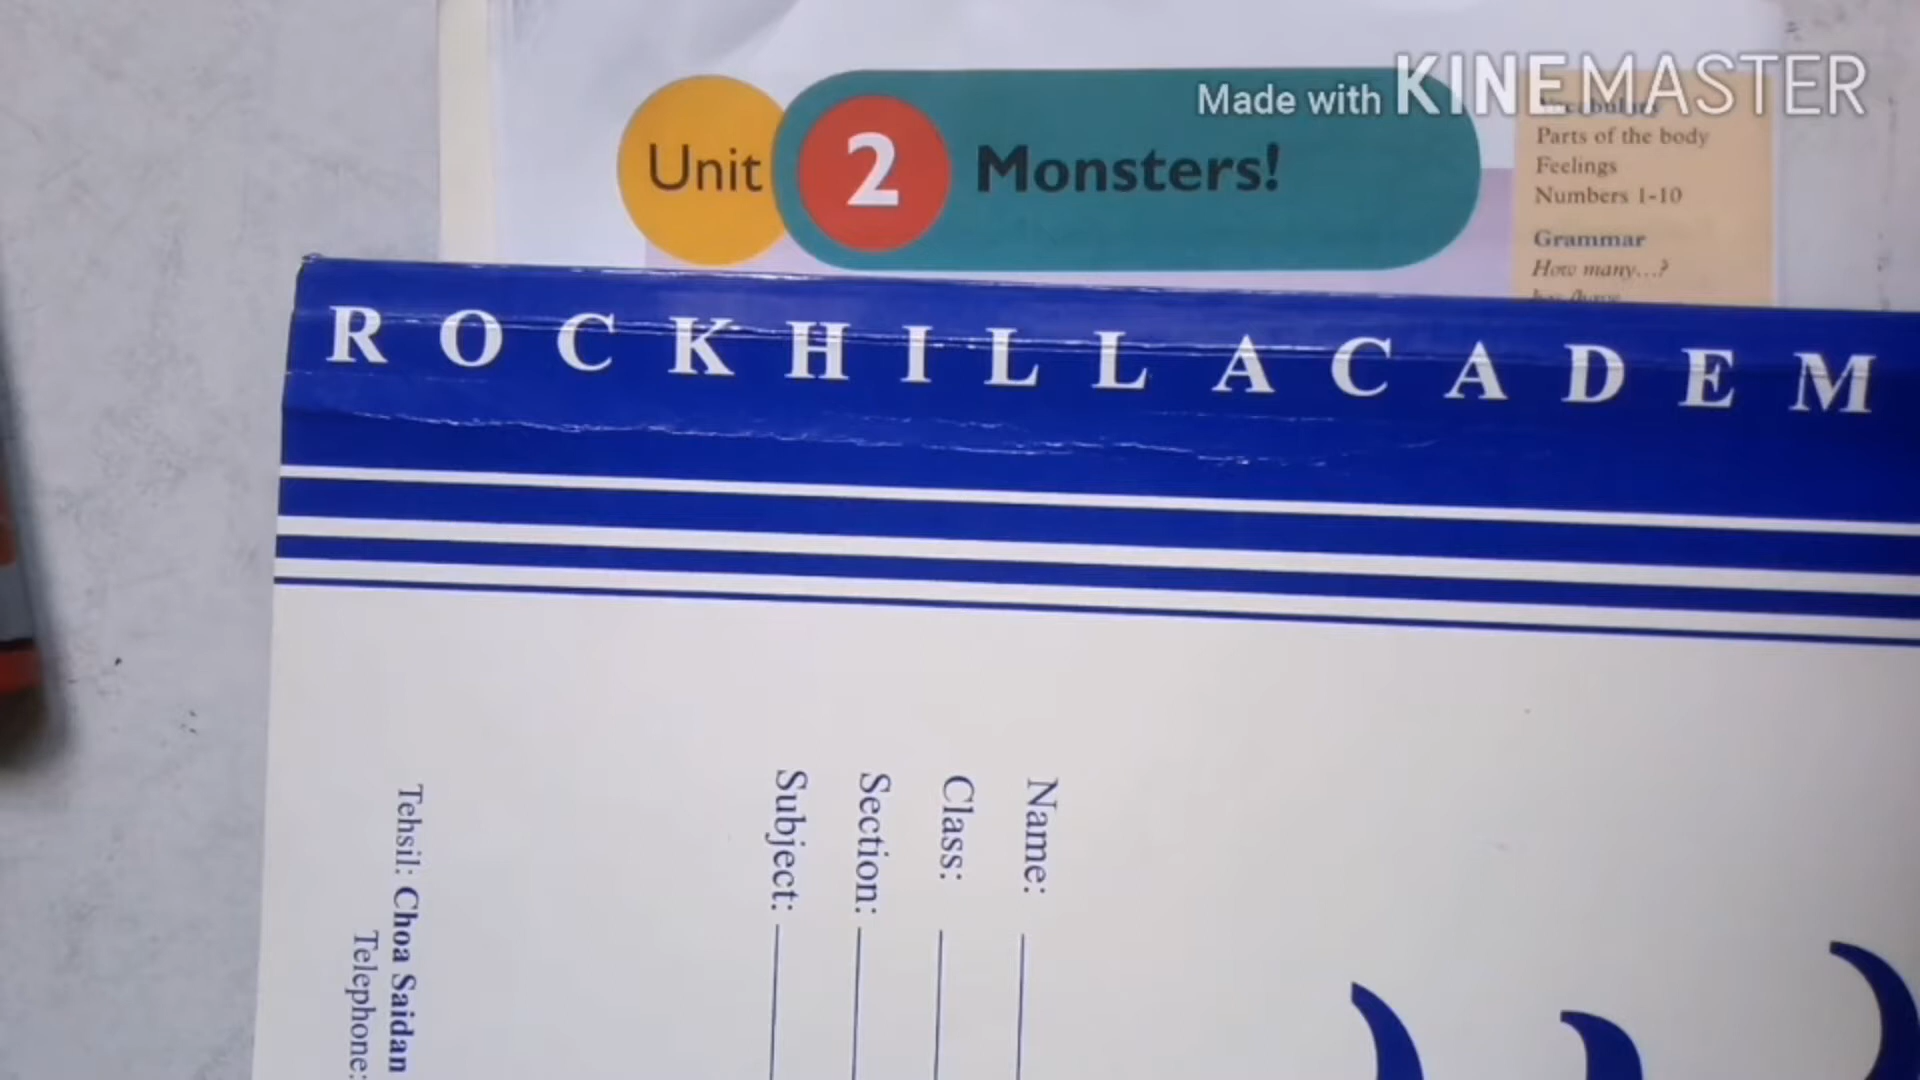 Made with KINEMASTER
Unit 2 Monsters!
Vocabulary
Parts of the body
Feelings
Numbers 1-10
Grammar
How many...?
ROCKHILL ACADEM
Name:
Class:
Section:
Subject:
Tehsil: Choa Saidan
Telephone: